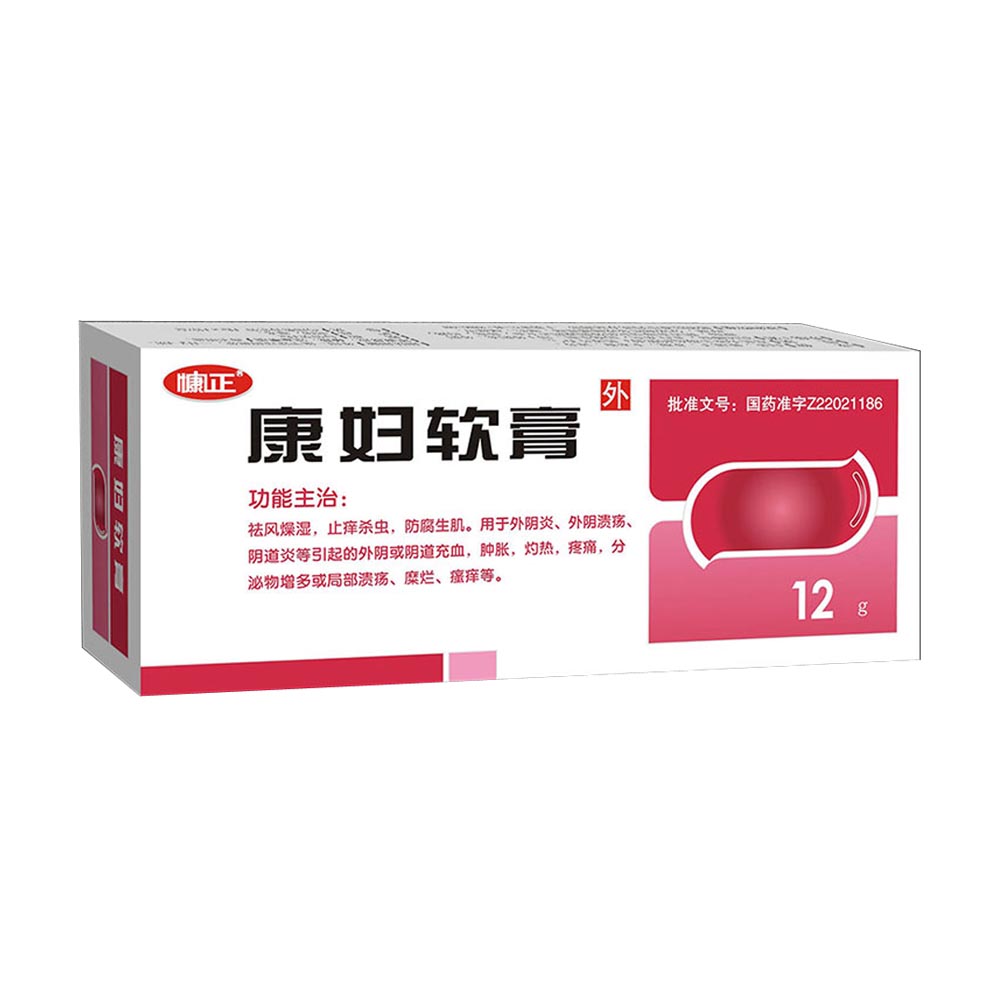 慷正®
康妇软膏
外
功能主治:
祛风燥湿,止痒杀虫,防腐生肌。用于外阴炎、外阴溃疡、
阴道炎等引起的外阴或阴道充血,肿胀,灼热,疼痛,分
泌物增多或局部溃疡、糜烂、瘙痒等。
批准文号:国药准字Z22021186
12 g
康妇软膏